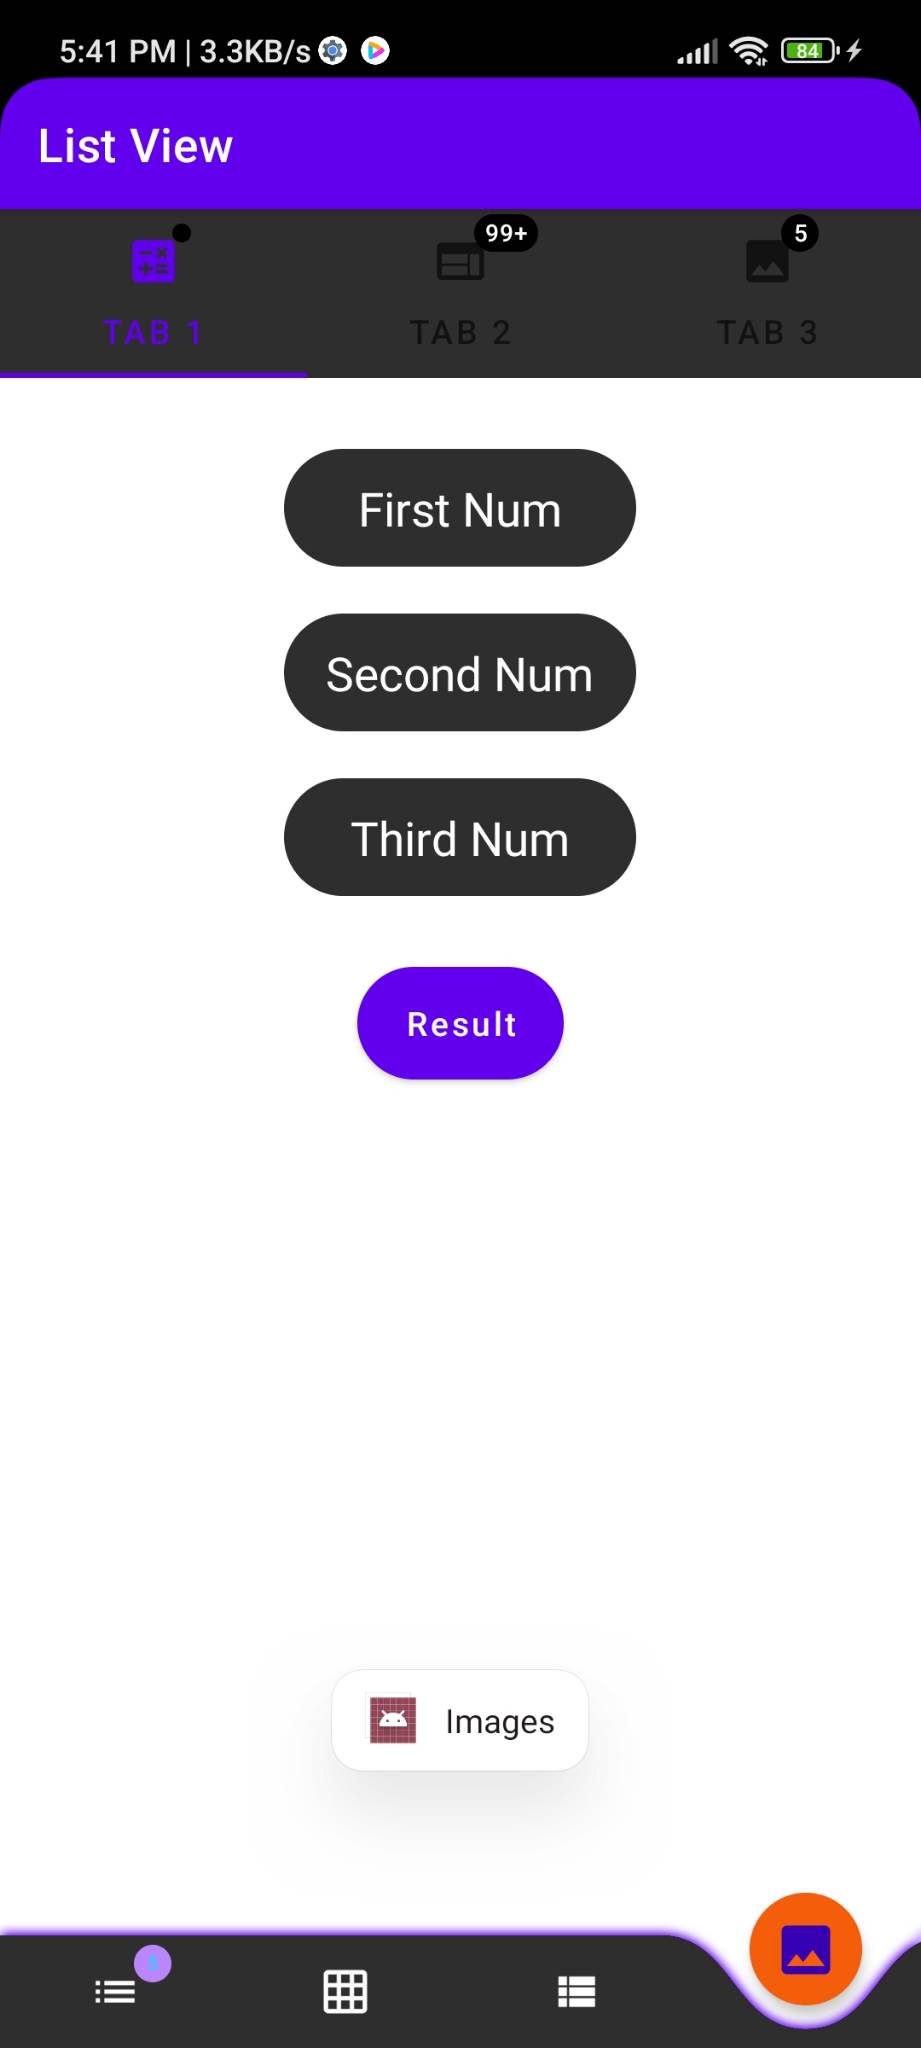 5:41 PM | 3.3KB/s
84
List View
99+
5
TAB 1
TAB 2
TAB 3
First Num
Second Num
Third Num
Result
Images
5